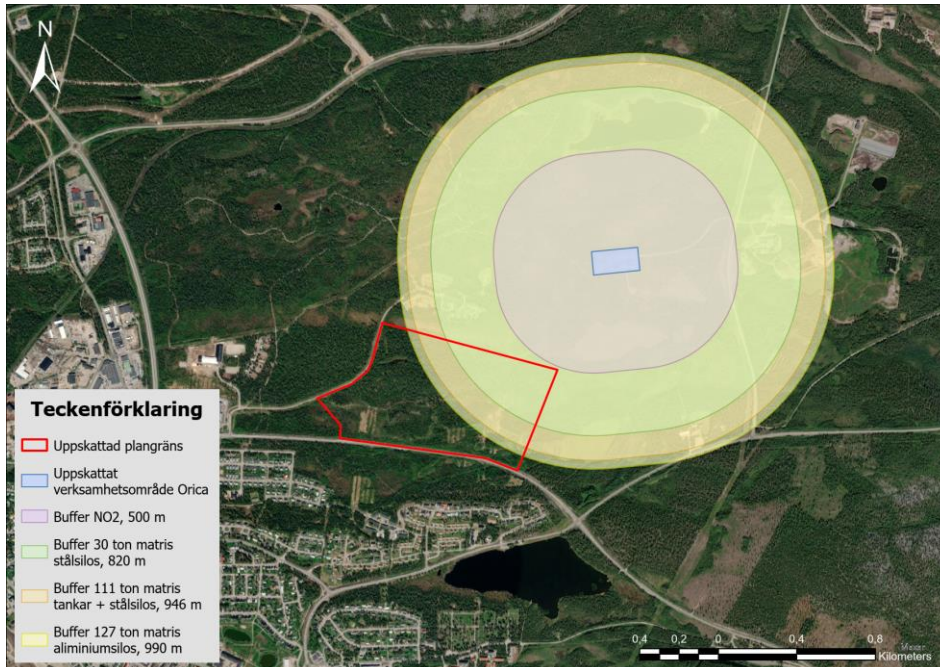 N
Teckenförklaring
Uppskattad plangräns
Uppskattat
verksamhetsområde Orica
Buffer NO2, 500 m
Buffer 30 ton matris
stålsilos, 820 m
Buffer 111 ton matris
tankar + stålsilos, 946 m
Buffer 127 ton matris
aliminiumsilos, 990 m
0,4 0,2 0 0,4 0,8
Kilometers